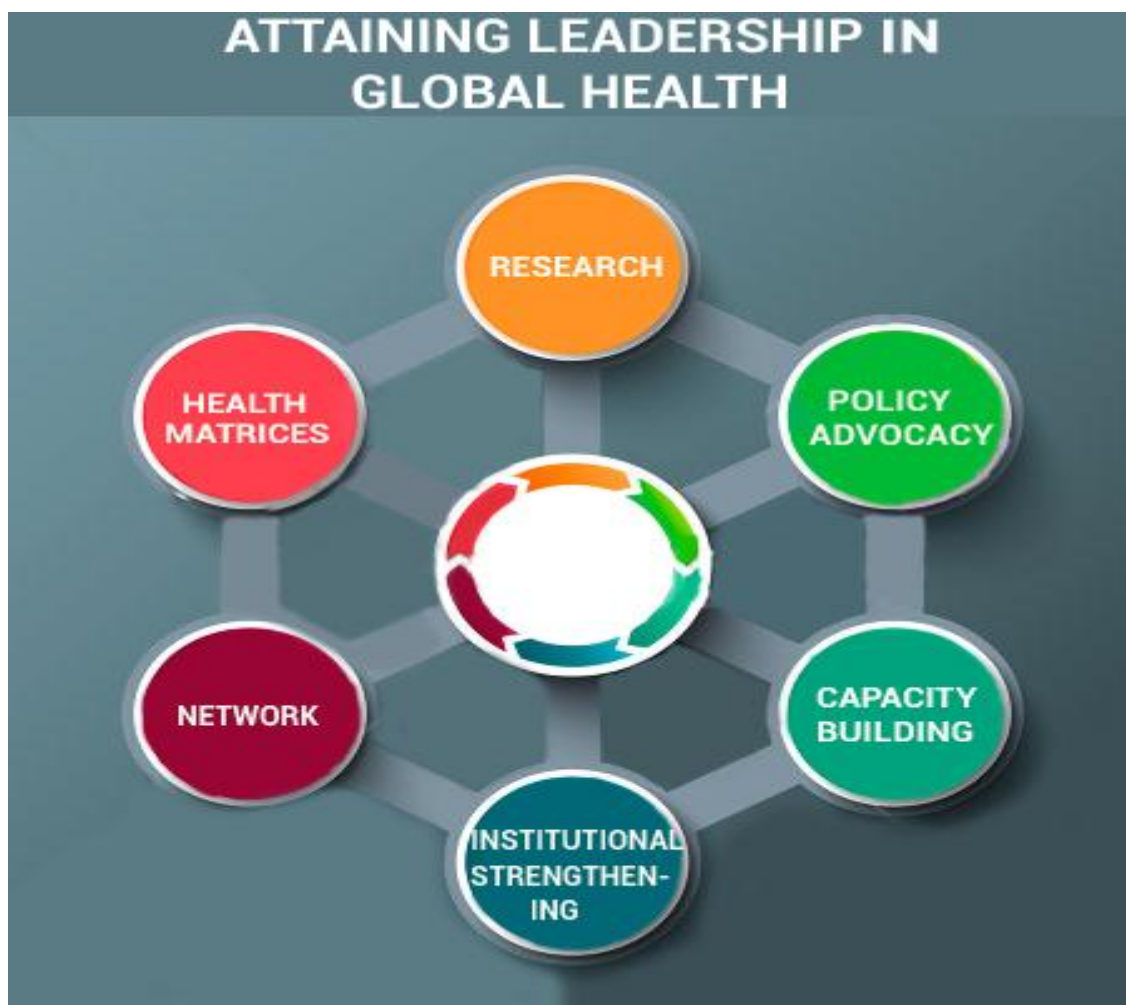 ATTAINING LEADERSHIP IN
GLOBAL HEALTH
RESEARCH
HEALTH
MATRICES
POLICY
ADVOCACY
NETWORK
CAPACITY
BUILDING
INSTITUTIONAL
STRENGTHEN-
ING